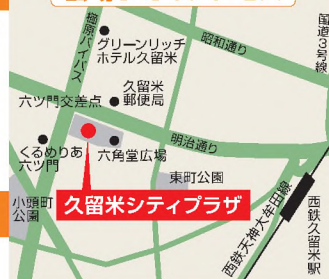 櫛原バイパス
グリーンリッチ
ホテル久留米
昭和通り
国道3号線
久留米
郵便局
六ツ門交差点
明治通り
くるめりあ
六ツ門
六角堂広場
東町公園
小頭町
公園
久留米シティプラザ
西鉄天神大牟田線
西鉄久留米駅